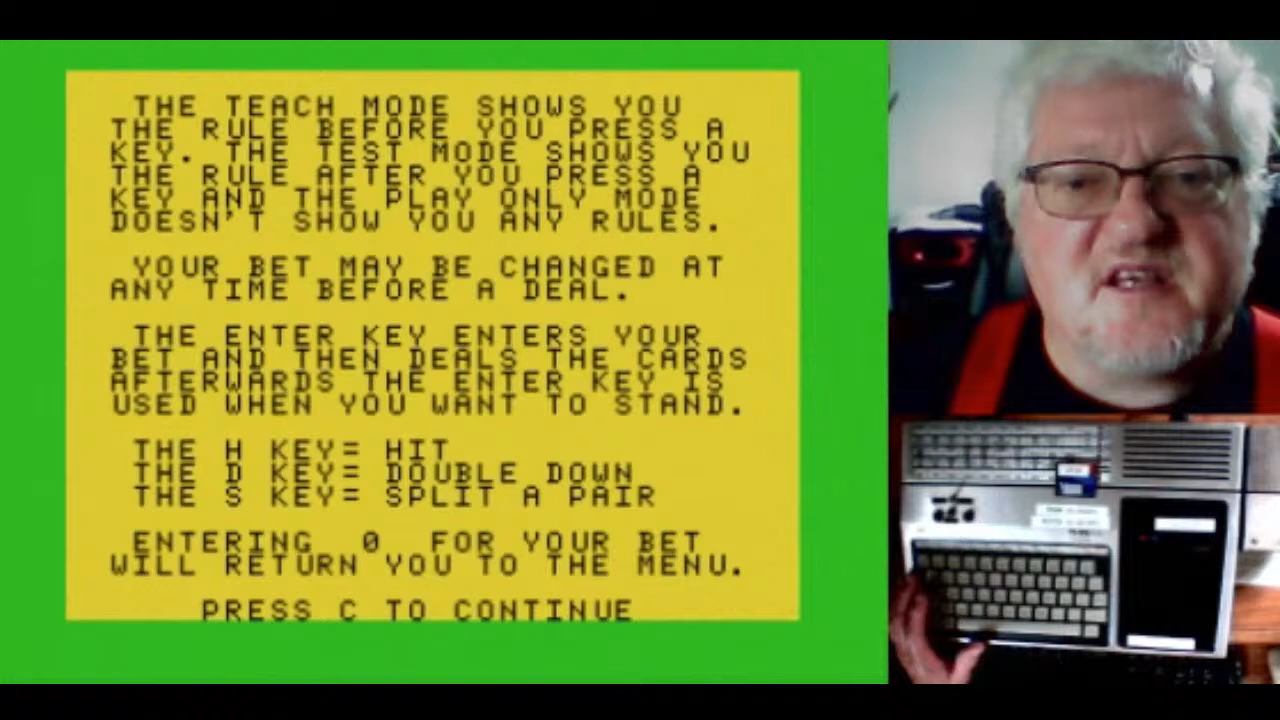 THE TEACH MODE SHOWS YOU
THE RULE BEFORE YOU PRESS A
KEY. THE TEST MODE SHOWS YOU
THE RULE AFTER YOU PRESS A
KEY AND THE PLAY ONLY MODE
DOESN'T SHOW YOU ANY RULES.
YOUR BET MAY BE CHANGED AT
ANY TIME BEFORE A DEAL.
THE ENTER KEY ENTERS YOUR
BET AND THEN DEALS THE CARDS
AFTERWARDS THE ENTER KEY IS
USED WHEN YOU WANT TO STAND.
THE H KEY= HIT
THE D KEY= DOUBLE DOWN
THE S KEY= SPLIT A PAIR
ENTERING 0 FOR YOUR BET
WILL RETURN YOU TO THE MENU.
PRESS C TO CONTINUE